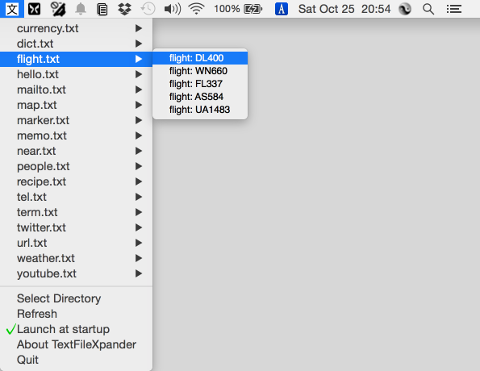 文 100% A Sat Oct 25 20:54
currency.txt
dict.txt
flight.txt
flight: DL400
hello.txt
flight: WN660
mailto.txt
flight: FL337
map.txt
flight: AS584
marker.txt
flight: UA1483
memo.txt
near.txt
people.txt
recipe.txt
tel.txt
term.txt
twitter.txt
url.txt
weather.txt
youtube.txt
Select Directory
Refresh
Launch at startup
About TextFileXpander
Quit